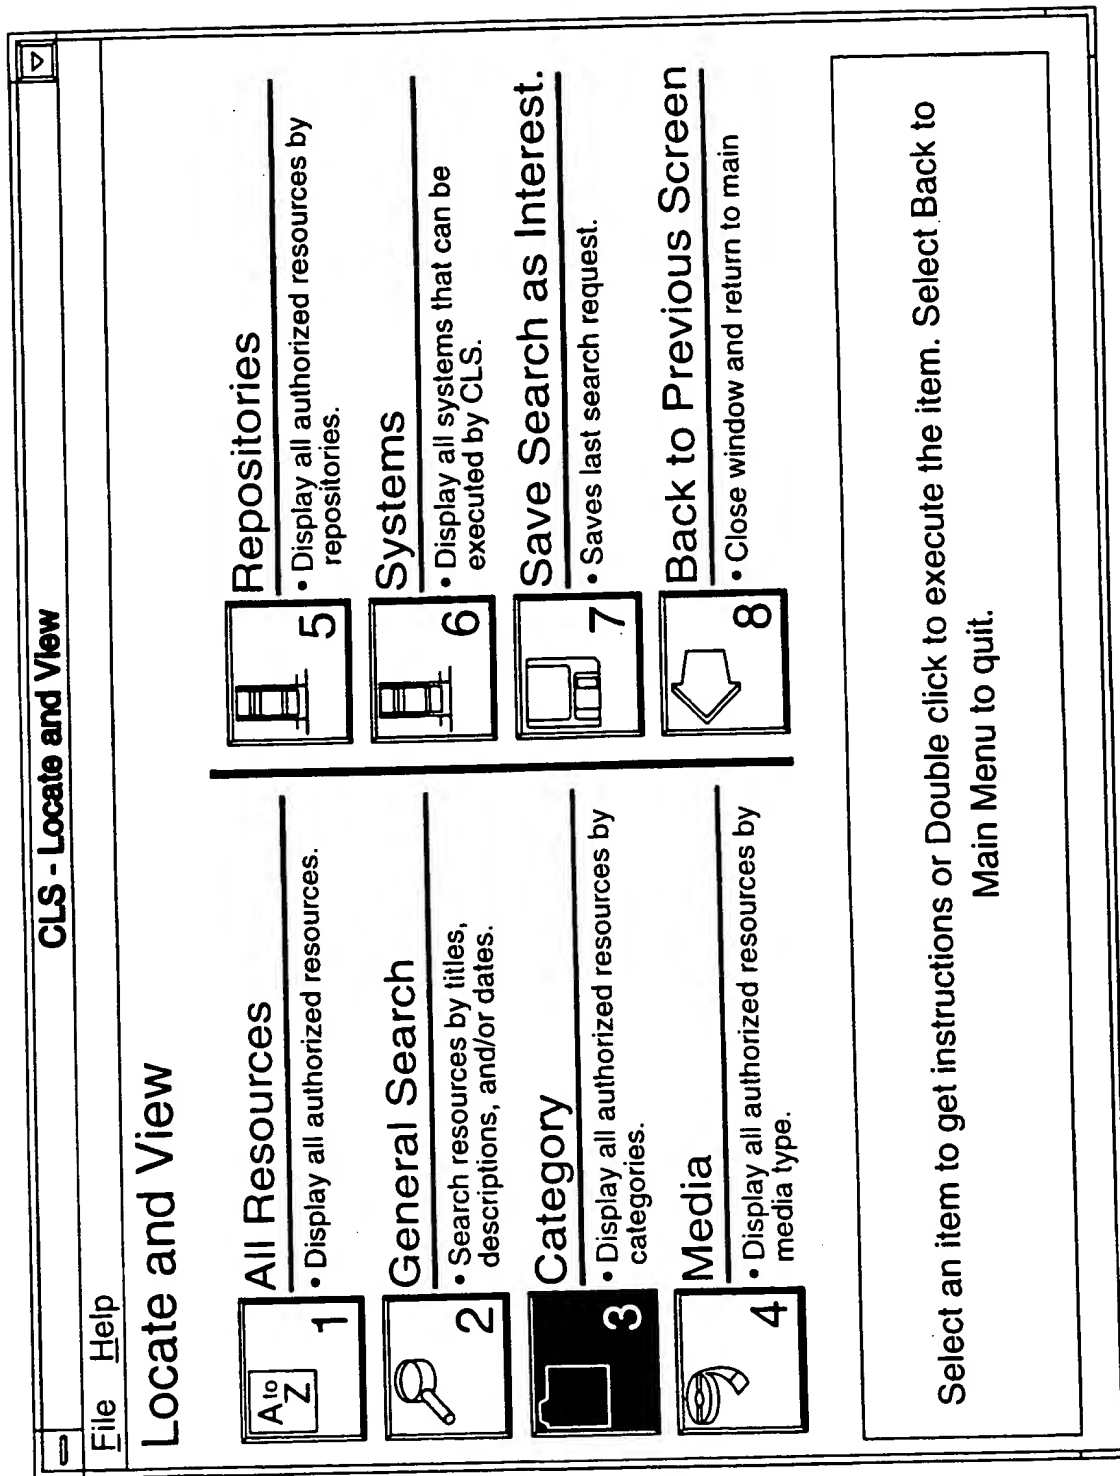 CLS - Locate and View
File Help
Locate and View
A to
Z
1
All Resources
• Display all authorized resources.
2
General Search
• Search resources by titles,
descriptions, and/or dates.
3
Category
• Display all authorized resources by
categories.
4
Media
• Display all authorized resources by
media type.
5
Repositories
• Display all authorized resources by
repositories.
6
Systems
• Display all systems that can be
executed by CLS.
7
Save Search as Interest.
• Saves last search request.
8
Back to Previous Screen
• Close window and return to main
Select an item to get instructions or Double click to execute the item. Select Back to
Main Menu to quit.